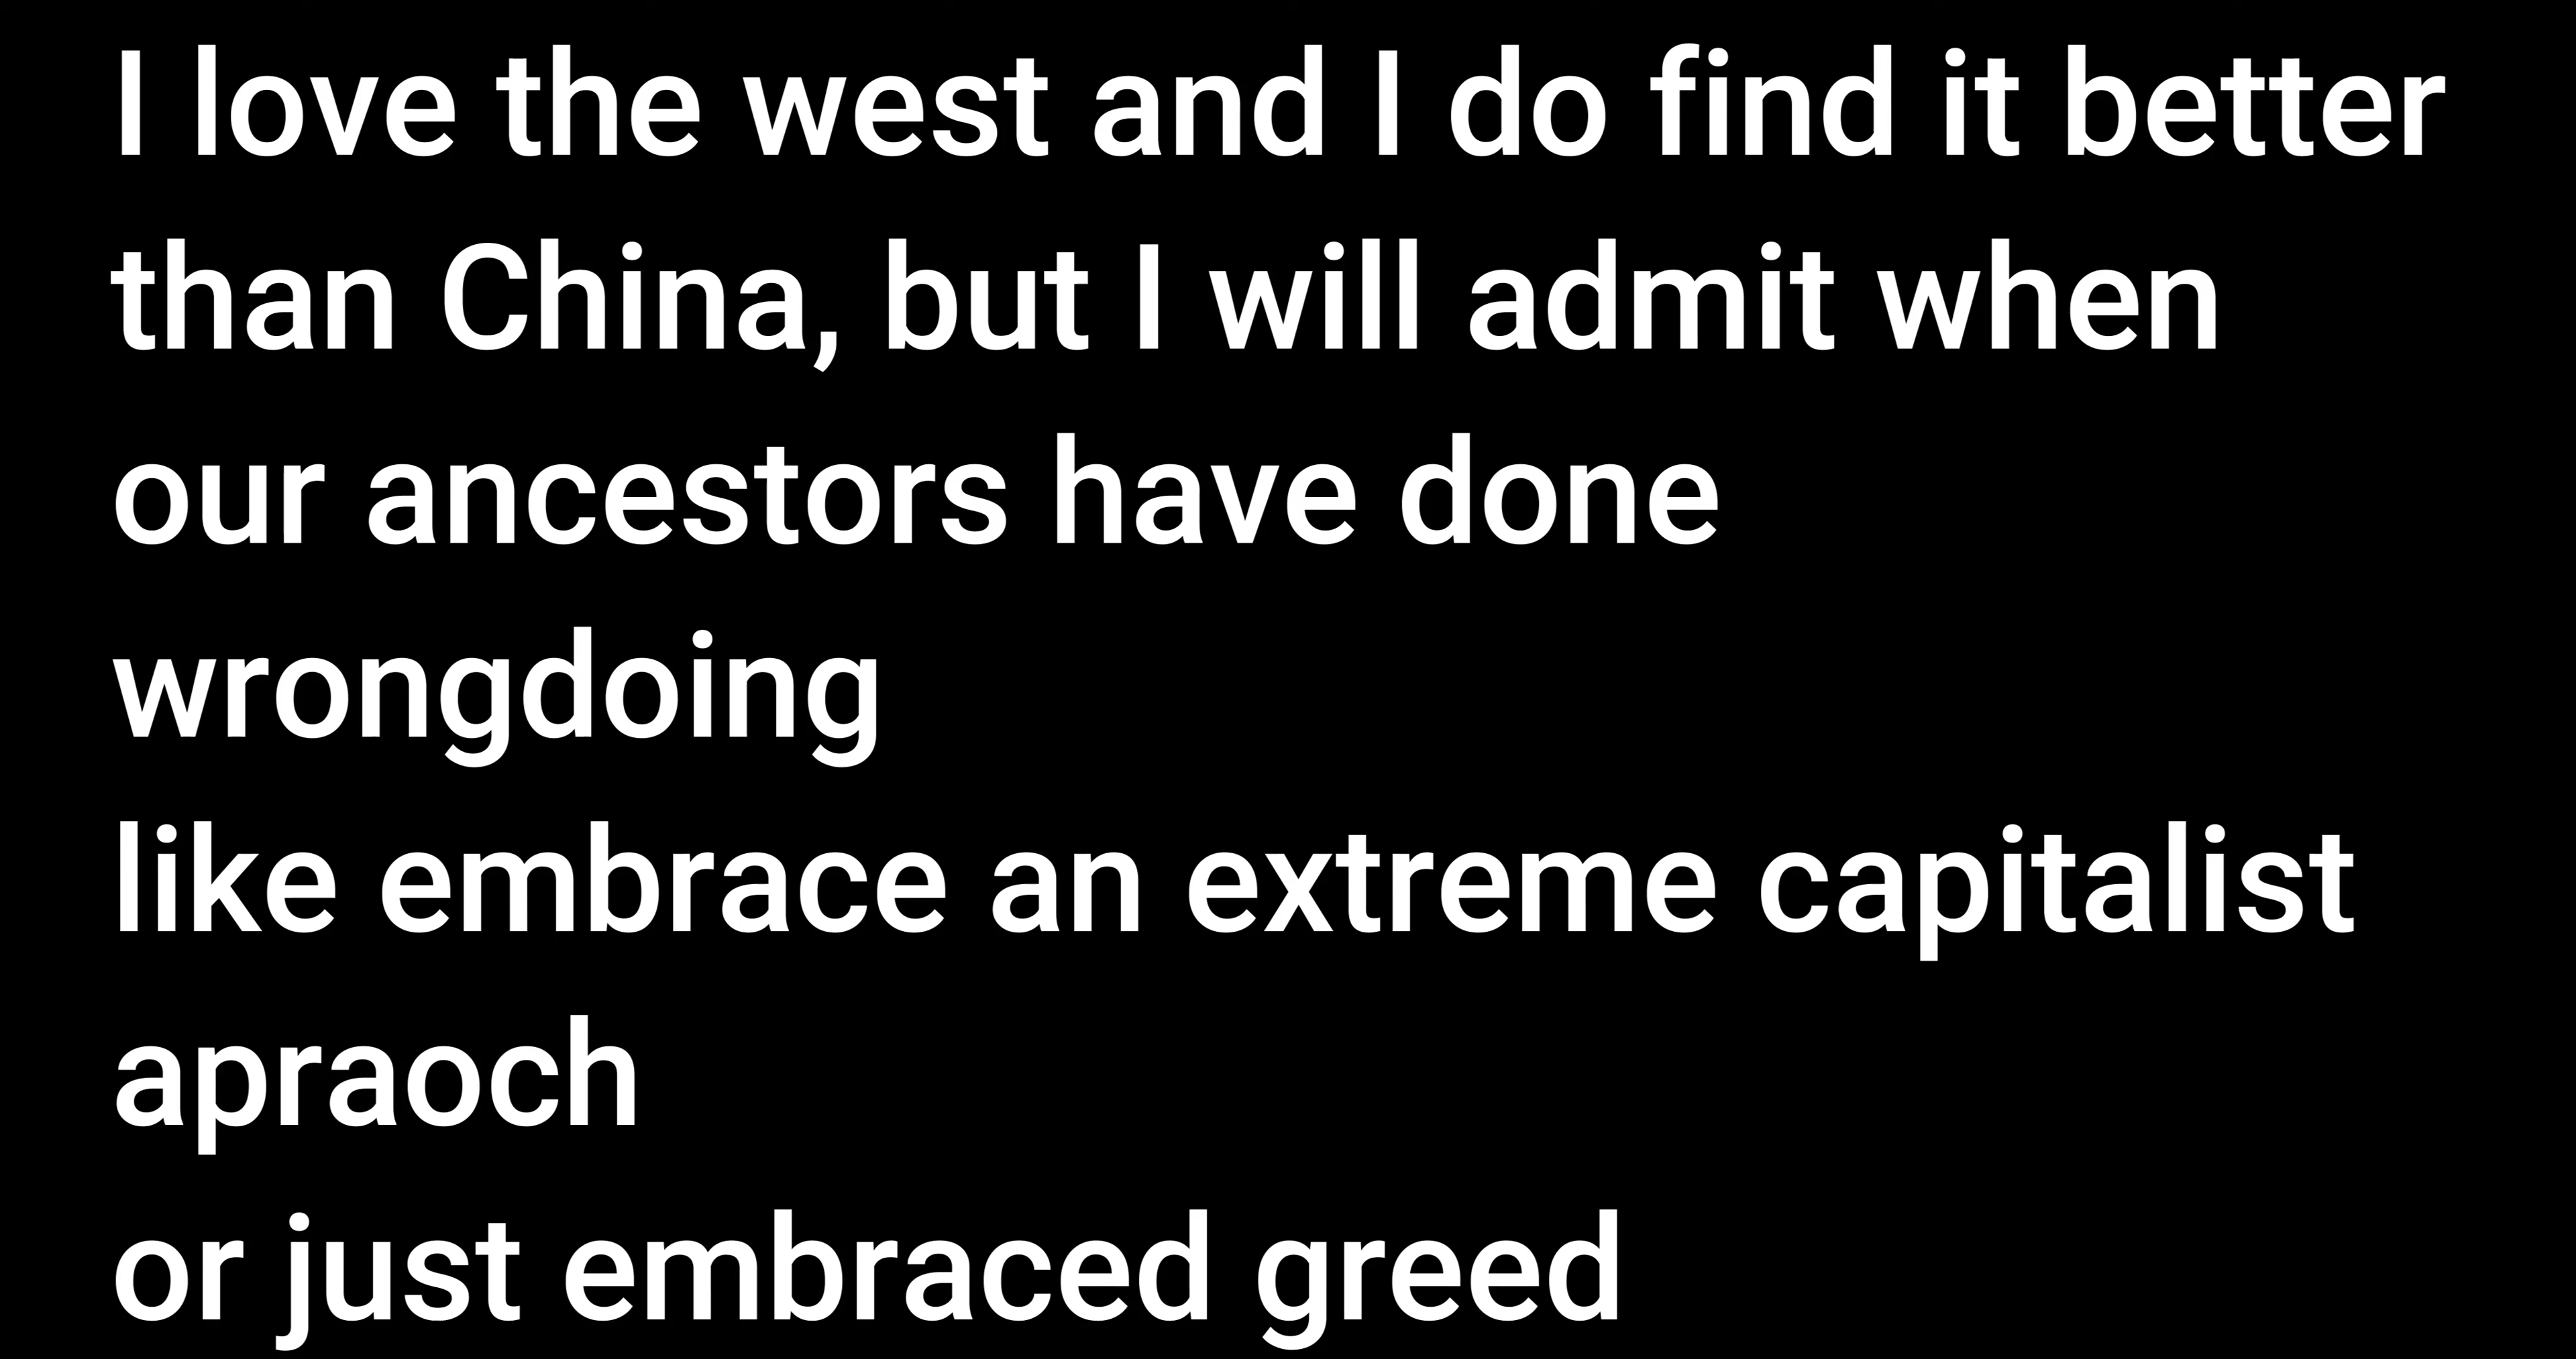 I love the west and I do find it better
than China, but I will admit when
our ancestors have done
wrongdoing
like embrace an extreme capitalist
apraoch
or just embraced greed